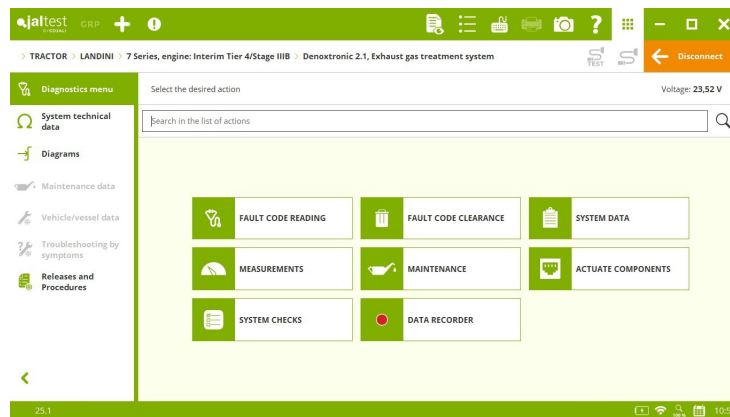 jaltest GRP
> TRACTOR > LANDINI > 7 Series, engine: Interim Tier 4/Stage IIIB > Denoxtronic 2.1, Exhaust gas treatment system
TEST
Disconnect
Diagnostics menu
Select the desired action
Voltage: 23,52 V
System technical data
Search in the list of actions
Diagrams
Maintenance data
Vehicle/vessel data
Troubleshooting by symptoms
Releases and Procedures
FAULT CODE READING
FAULT CODE CLEARANCE
SYSTEM DATA
MEASUREMENTS
MAINTENANCE
ACTUATE COMPONENTS
SYSTEM CHECKS
DATA RECORDER
25.1
100 %